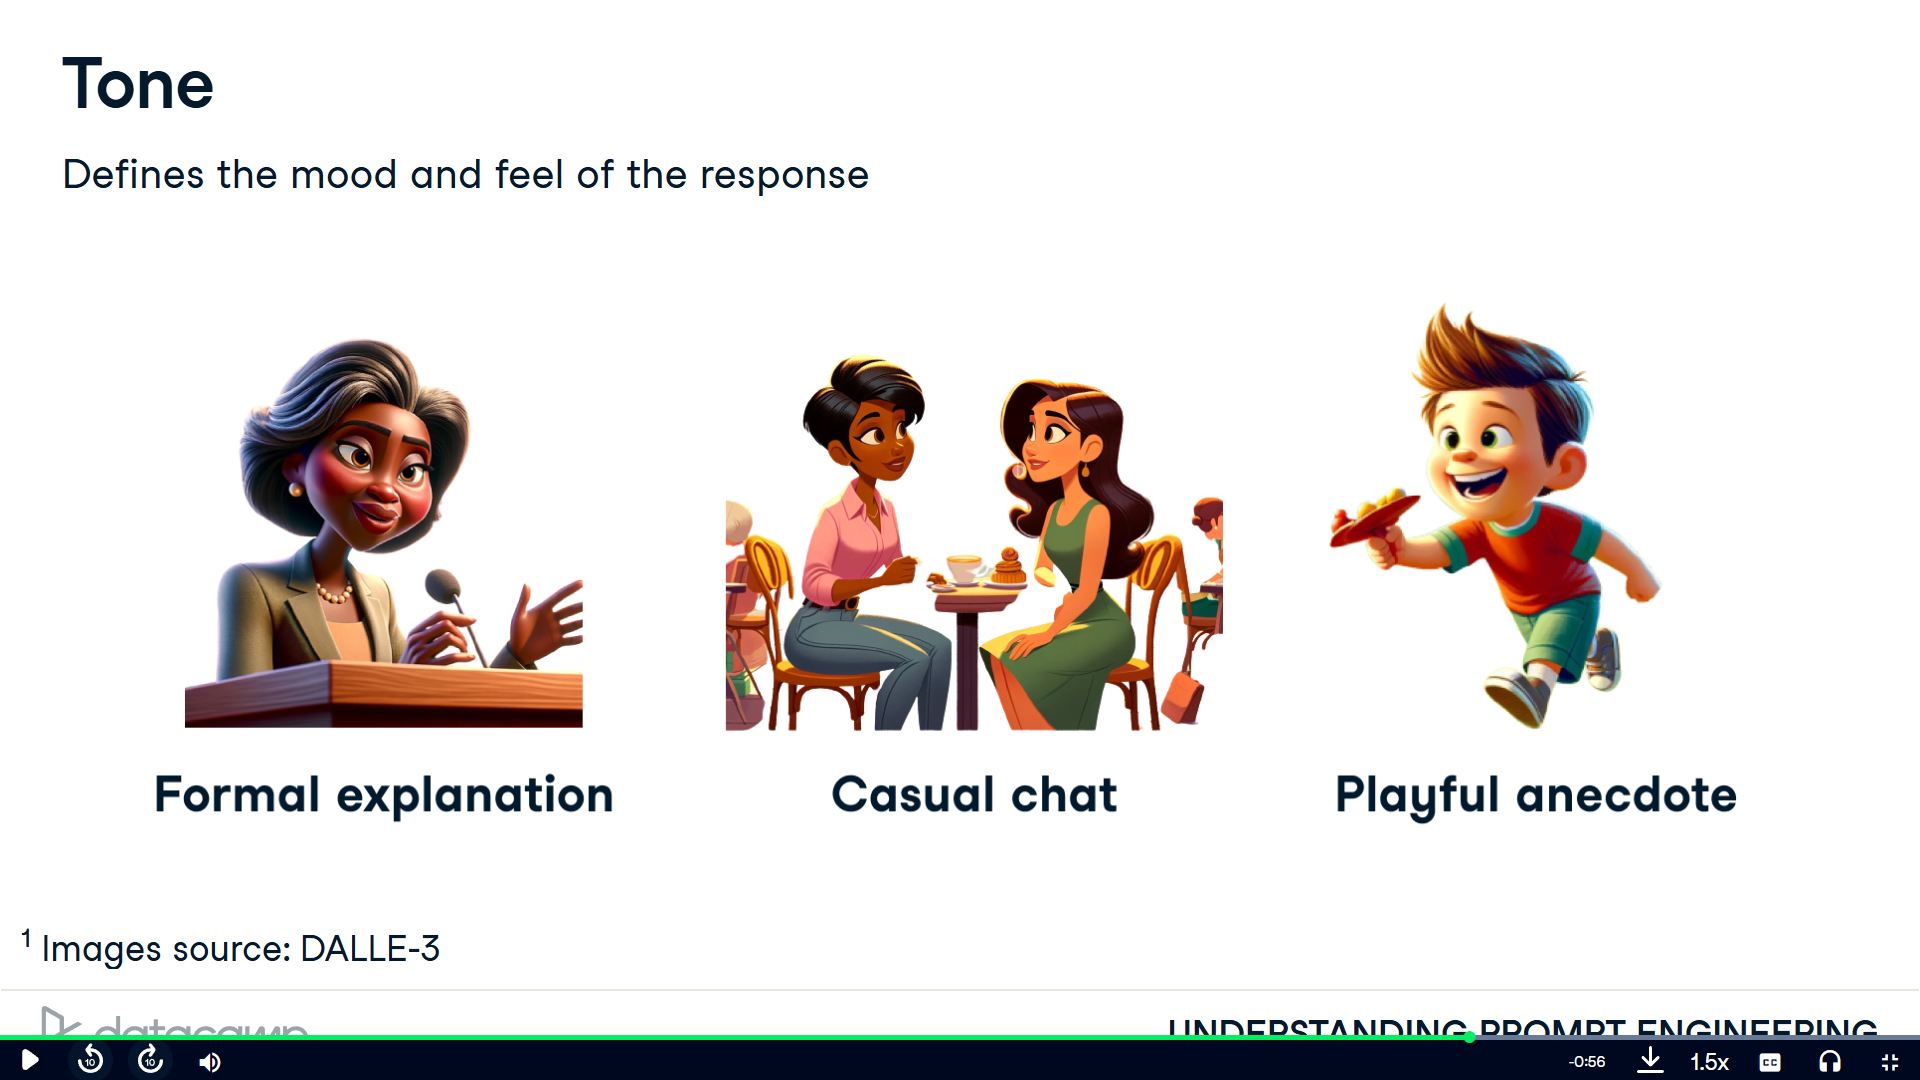 Tone
Defines the mood and feel of the response
Formal explanation
Casual chat
Playful anecdote
1 Images source: DALLE-3
datacamp
UNDERSTANDING PROMPT ENGINEERING
10
10
-0:56
1.5x
CC